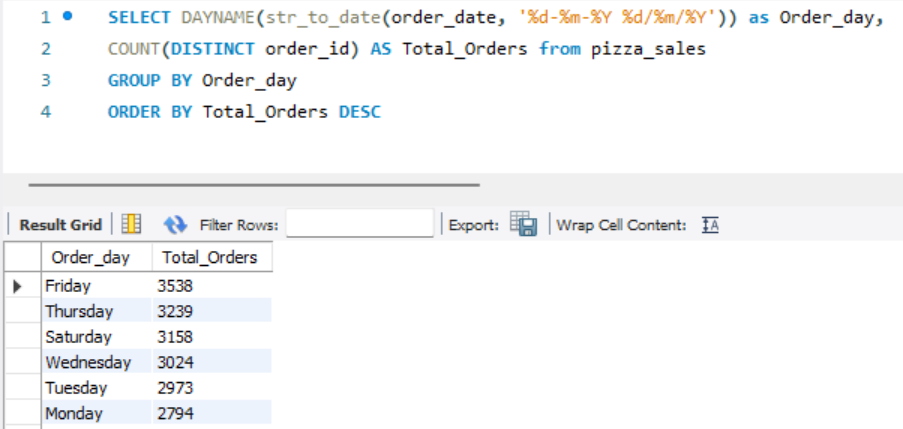 1 SELECT DAYNAME(str_to_date(order_date, '%d-%m-%Y %d/%m/%Y')) as Order_day,
2 COUNT(DISTINCT order_id) AS Total_Orders from pizza_sales
3 GROUP BY Order_day
4 ORDER BY Total_Orders DESC
Result Grid Filter Rows: Export: Wrap Cell Content: IA
Order_day Total_Orders
Friday 3538
Thursday 3239
Saturday 3158
Wednesday 3024
Tuesday 2973
Monday 2794